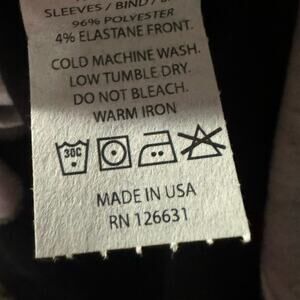 SLEEVES / BIND /
96% POLYESTER
4% ELASTANE FRONT.
COLD MACHINE WASH.
LOW TUMBLE DRY.
DO NOT BLEACH.
WARM IRON
30C
MADE IN USA
RN 126631